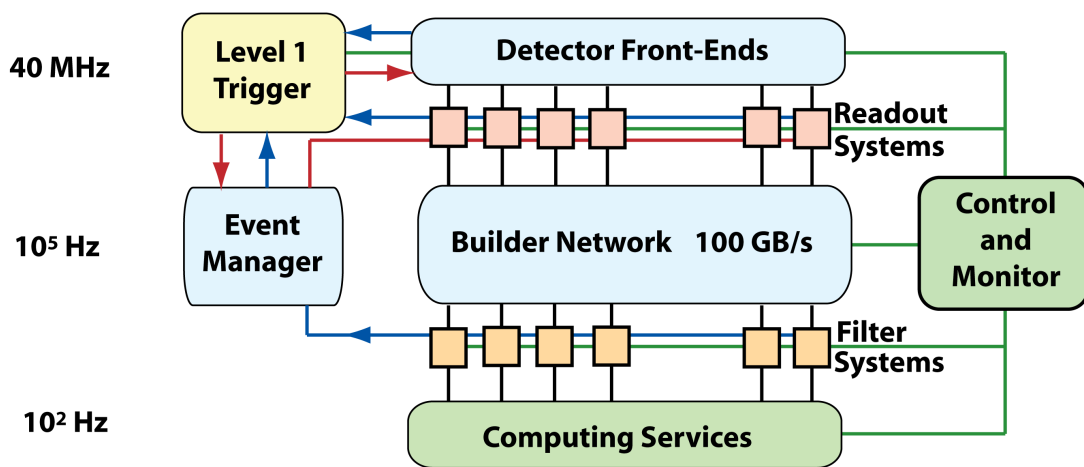 Level 1
Trigger
Detector Front-Ends
40 MHz
Readout
Systems
Event
Manager
10⁵ Hz
Builder Network 100 GB/s
Control
and
Monitor
Filter
Systems
10² Hz
Computing Services